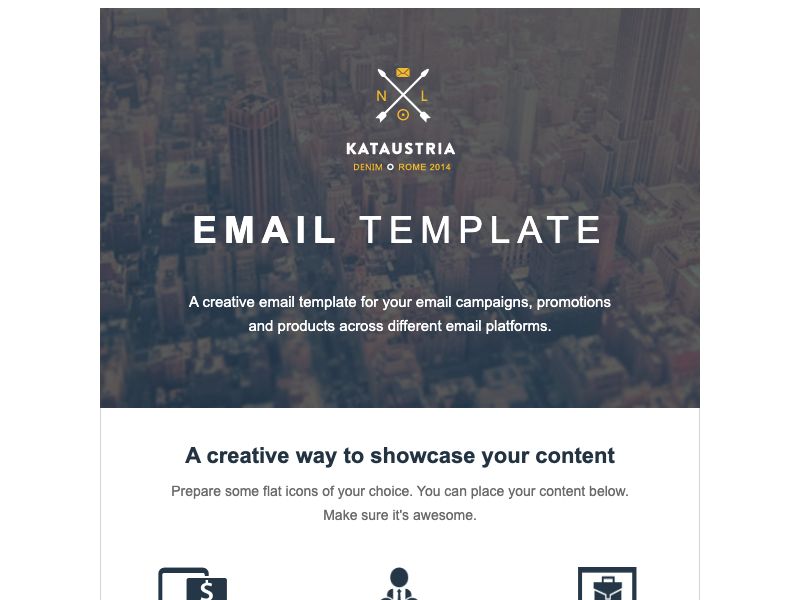 N L
KATAUSTRIA
DENIM ROME 2014
EMAIL TEMPLATE
A creative email template for your email campaigns, promotions
and products across different email platforms.
A creative way to showcase your content
Prepare some flat icons of your choice. You can place your content below.
Make sure it's awesome.
$